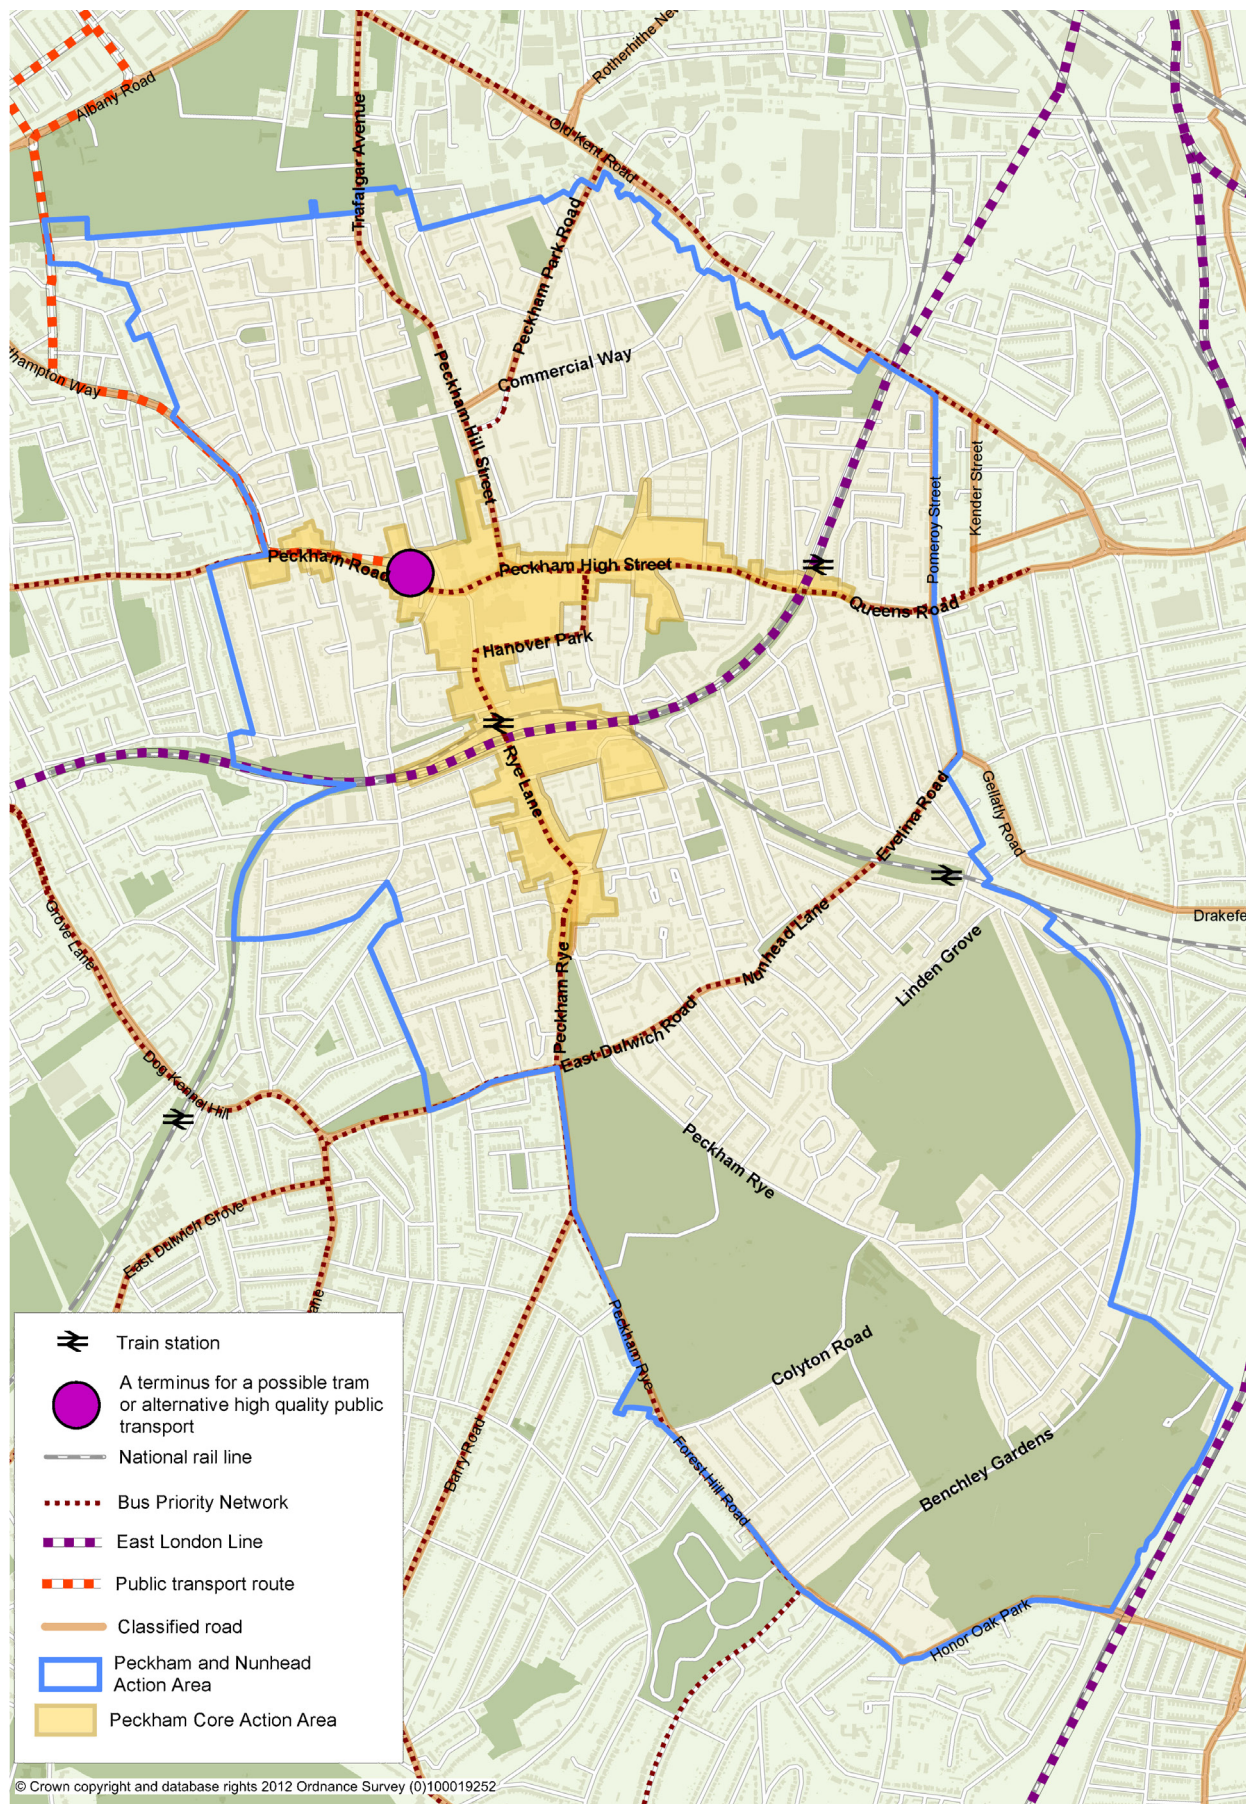 Rotherhithe Ne
Albany Road
Old Kent Road
Trafalgar Avenue
Peckham Park Road
Commercial Way
Peckham Hill Street
hampton Way
Kender Street
Pomeroy Street
Peckham Road
Peckham High Street
Queens Road
Hanover Park
Rye Lane
Evelina Road
Gellatly Road
Drakefe
Nunhead Lane
Linden Grove
Grove Lane
Peckham Rye
East Dulwich Road
Dog Kennel Hill
Peckham Rye
East Dulwich Grove
ane
Peckham Rye
Colyton Road
Barry Road
Forest Hill Road
Benchley Gardens
Honor Oak Park
Train station
A terminus for a possible tram
or alternative high quality public
transport
National rail line
Bus Priority Network
East London Line
Public transport route
Classified road
Peckham and Nunhead
Action Area
Peckham Core Action Area
© Crown copyright and database rights 2012 Ordnance Survey (0)100019252